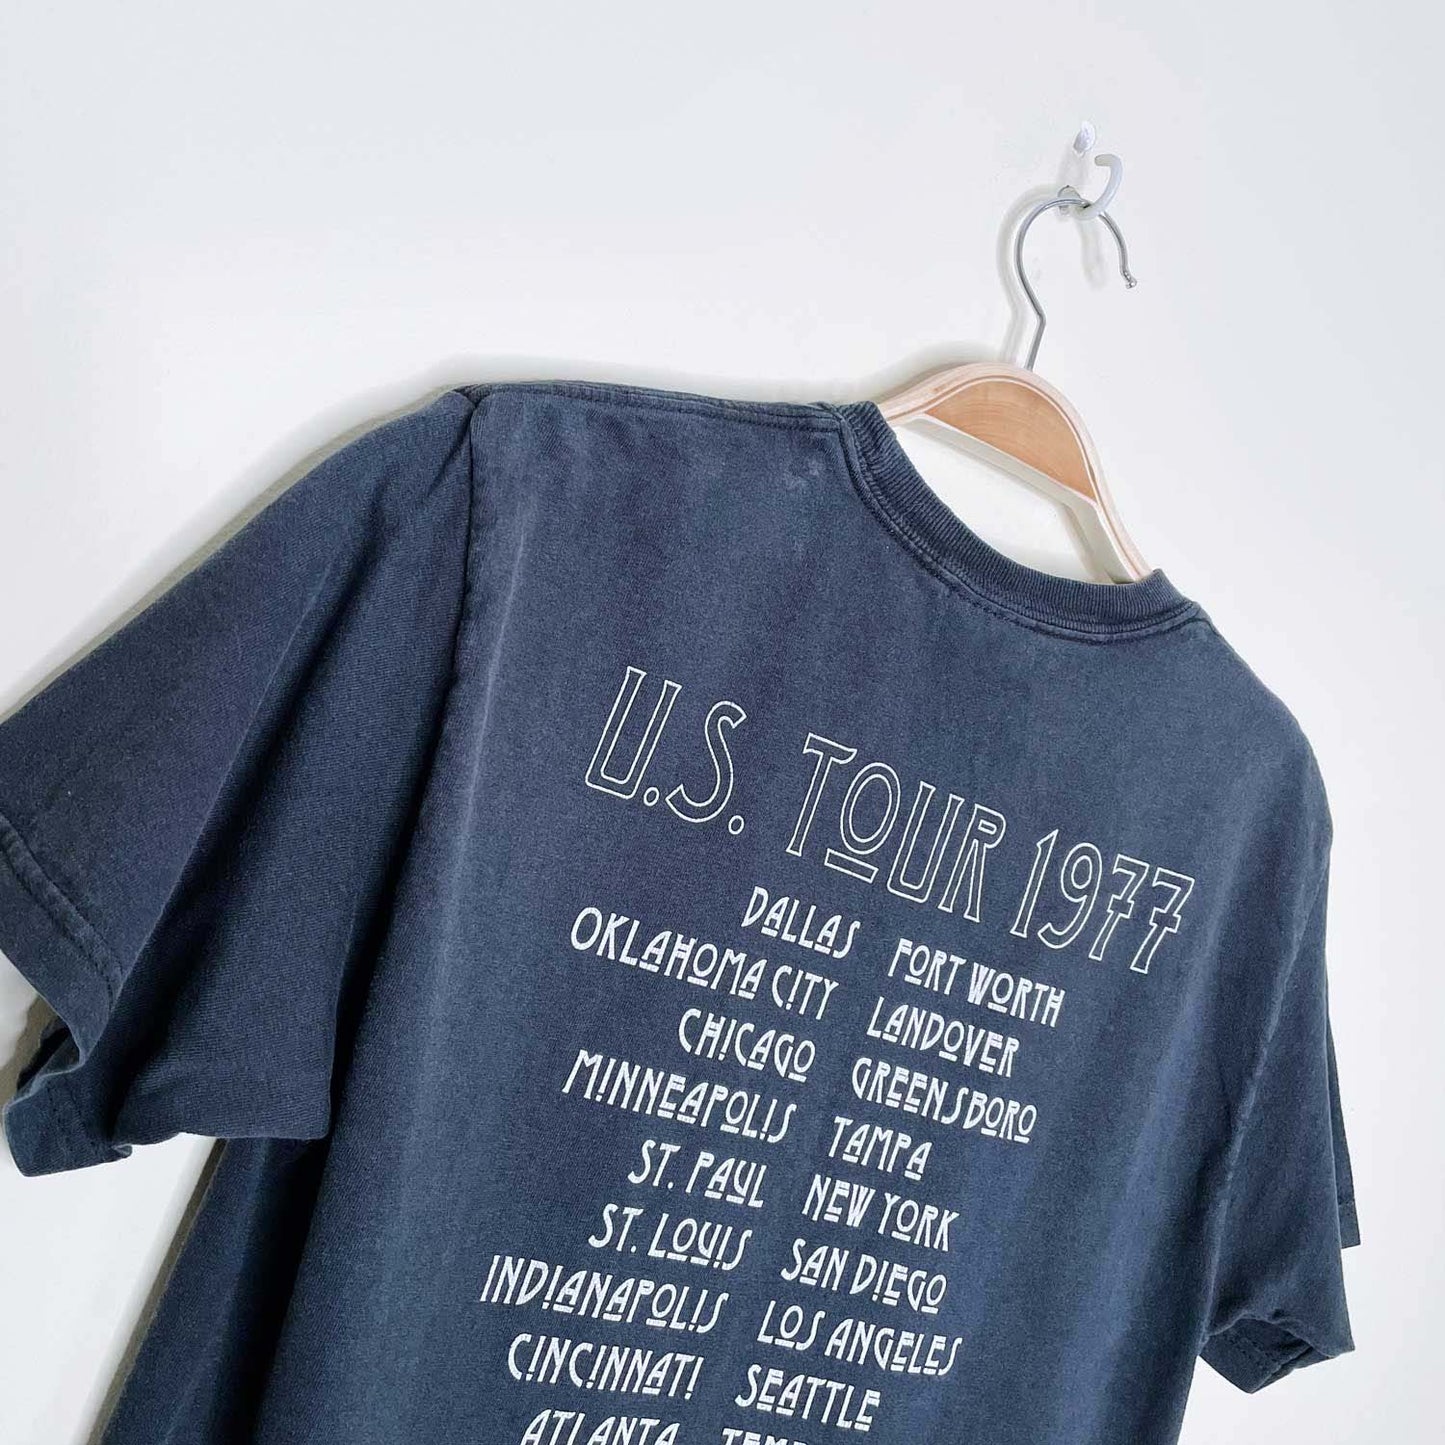 U.S. TOUR 1977
DALLAS FORT WORTH
OKLAHOMA CITY LANDOVER
CHICAGO GREENSBORO
MINNEAPOLIS TAMPA
ST. PAUL NEW YORK
ST. LOUIS SAN DIEGO
INDIANAPOLIS LOS ANGELES
CINCINNATI SEATTLE
ATLANTA